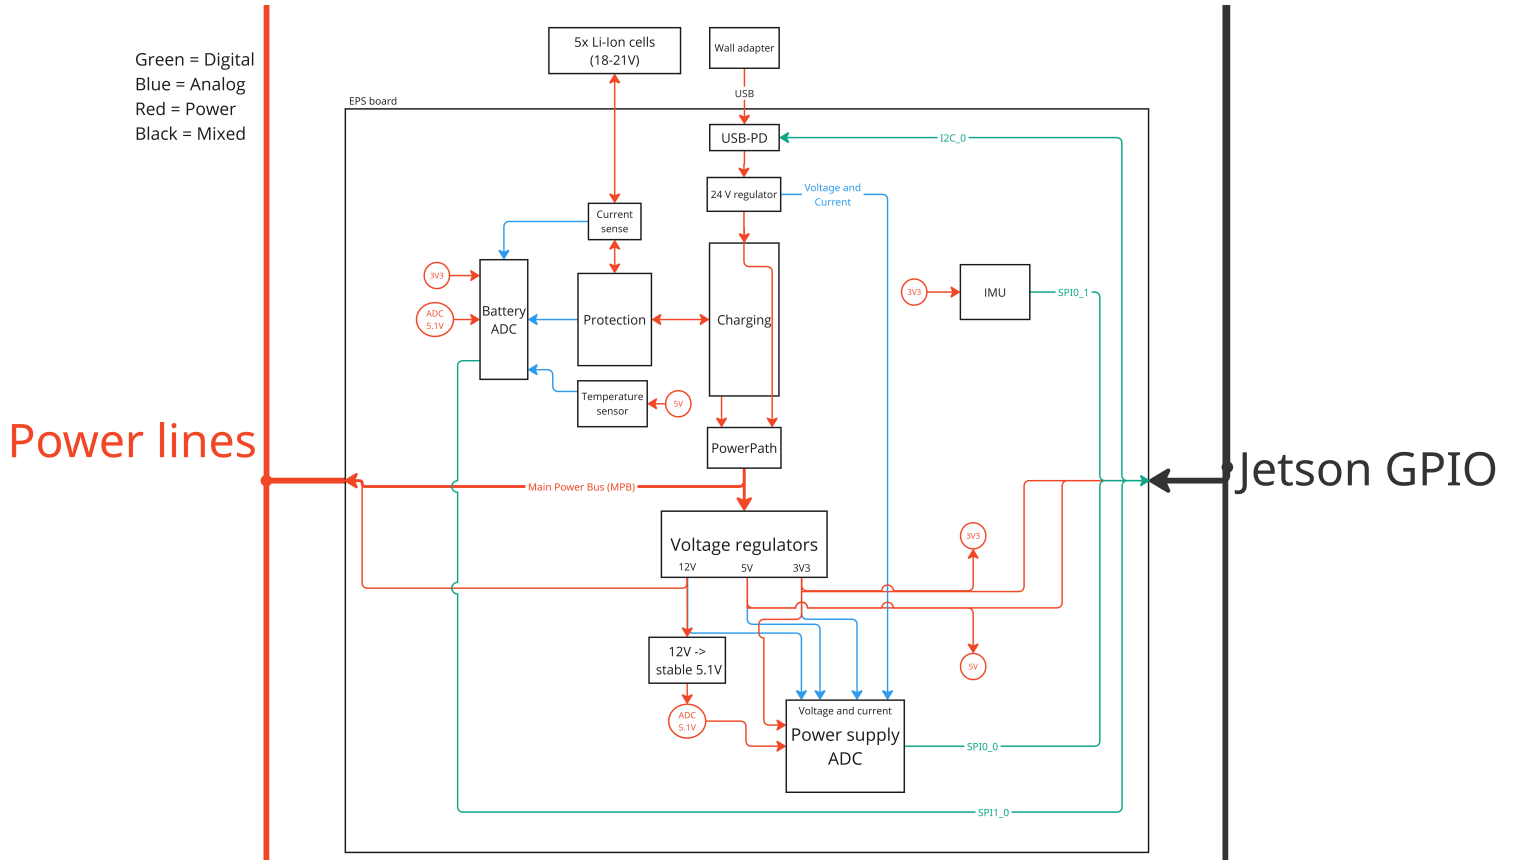 Green = Digital
Blue = Analog
Red = Power
Black = Mixed
5x Li-Ion cells
(18-21V)
Wall adapter
USB
EPS board
USB-PD
I2C_0
24 V regulator
Voltage and
Current
Current
sense
3V3
ADC
5.1V
Battery
ADC
Protection
Charging
3V3
IMU
SPI0_1
Temperature
sensor
5V
PowerPath
Power lines
Jetson GPIO
Main Power Bus (MPB)
Voltage regulators
12V
5V
3V3
3V3
5V
12V ->
stable 5.1V
ADC
5.1V
Voltage and current
Power supply
ADC
SPI0_0
SPI1_0